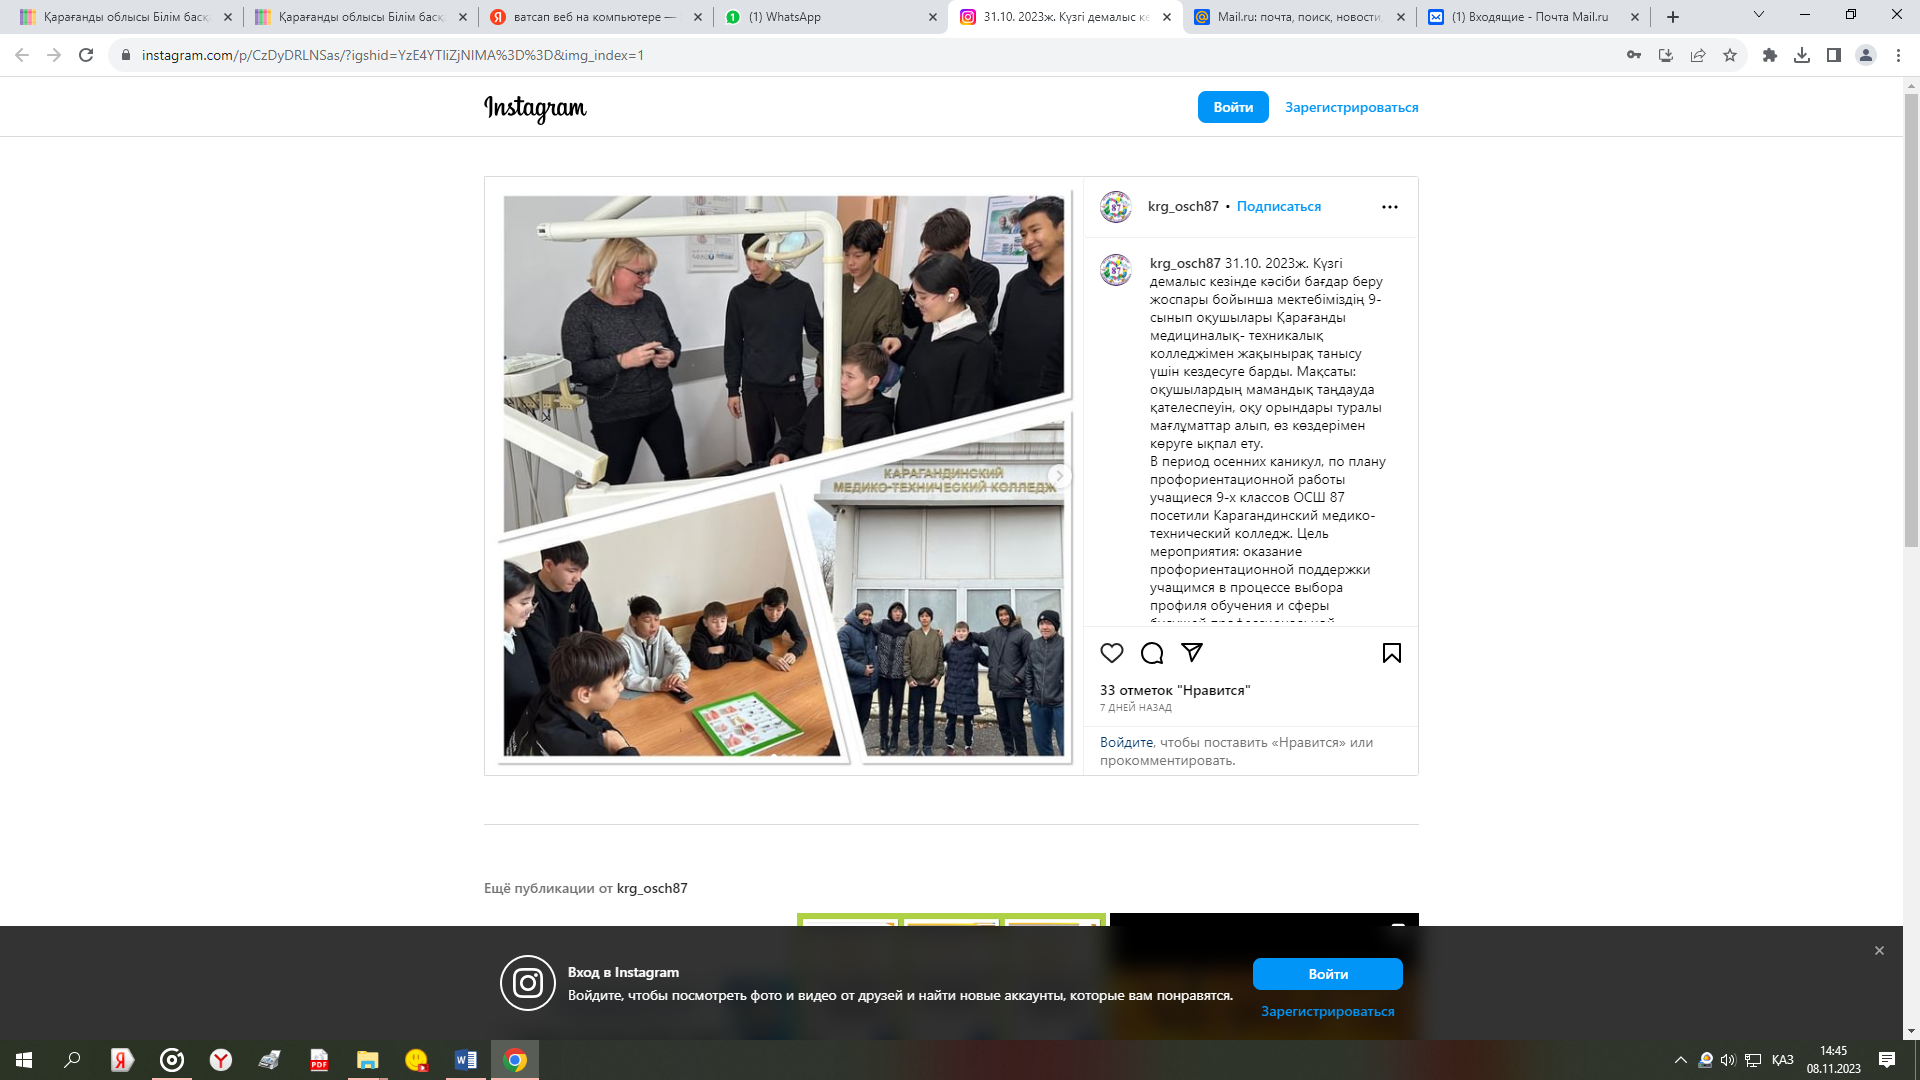 Қарағанды облысы Білім басқ
Қарағанды облысы Білім басқ
ватсап веб на компьютере —
(1) WhatsApp
31.10. 2023ж. Күзгі демалыс ке
Mail.ru: почта, поиск, новости,
(1) Входящие - Почта Mail.ru
instagram.com/p/CzDyDRLNSas/?igshid=YzE4YTliZjNlMA%3D%3D&img_index=1
Instagram
Войти
Зарегистрироваться
КАРАГАНДИНСКИЙ
МЕДИКО-ТЕХНИЧЕСКИЙ КОЛЛЕДЖ
krg_osch87 • Подписаться
krg_osch87 31.10. 2023ж. Күзгі
демалыс кезінде кәсіби бағдар беру
жоспары бойынша мектебіміздің 9-
сынып оқушылары Қарағанды
медициналық- техникалық
колледжімен жақынырақ танысу
үшін кездесуге барды. Мақсаты:
оқушылардың мамандық таңдауда
қателеспеуін, оқу орындары туралы
мағлұматтар алып, өз көздерімен
көруге ықпал ету.
В период осенних каникул, по плану
профориентационной работы
учащиеся 9-х классов ОСШ 87
посетили Карагандинский медико-
технический колледж. Цель
мероприятия: оказание
профориентационной поддержки
учащимся в процессе выбора
профиля обучения и сферы
33 отметок "Нравится"
7 ДНЕЙ НАЗАД
Войдите, чтобы поставить «Нравится» или
прокомментировать.
Ещё публикации от krg_osch87
Вход в Instagram
Войдите, чтобы посмотреть фото и видео от друзей и найти новые аккаунты, которые вам понравятся.
Войти
Зарегистрироваться
ҚАЗ
14:45
08.11.2023